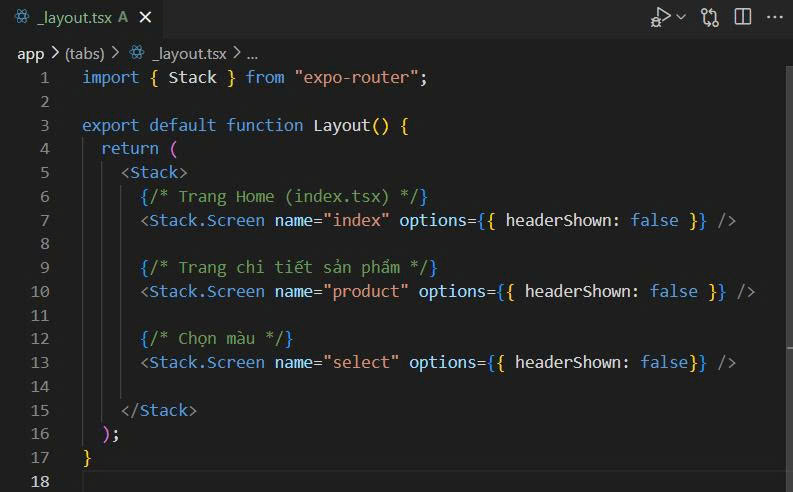 _layout.tsx A ×
app > (tabs) > _layout.tsx > ...
1 import { Stack } from "expo-router";
2
3 export default function Layout() {
4 return (
5 <Stack>
6 {/* Trang Home (index.tsx) */}
7 <Stack.Screen name="index" options={{ headerShown: false }} />
8
9 {/* Trang chi tiết sản phẩm */}
10 <Stack.Screen name="product" options={{ headerShown: false }} />
11
12 {/* Chọn màu */}
13 <Stack.Screen name="select" options={{ headerShown: false}} />
14
15 </Stack>
16 );
17 }
18